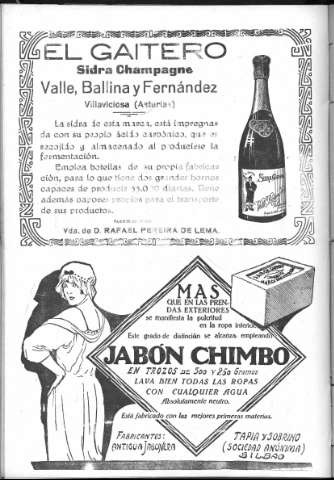 EL GAITERO
Sidra Champagne
Valle, Ballina y Fernández
Villaviciosa (Asturias)
La sidra de esta marca, está impregna-
da con su propio ácido carbónico, que es
recojido y almacenado al producirse la
fermentación.
Emplea botellas de su propia fabrica-
ción, para lo que tiene dos grandes hornos
capaces de producir 33.000 diarias. Tiene
además vapores propios para el transporte
de sus productos.
Vda. de D. RAFAEL PEREIRA DE LEMA.
MAS
QUE EN LAS PREN-
DAS EXTERIORES
se manifiesta la pulcritud
en la ropa interior
Este grado de distinción se alcanza empleando
JABÓN CHIMBO
EN TROZOS DE 500 Y 250 GRAMOS
LAVA BIEN TODAS LAS ROPAS
CON CUALQUIER AGUA
Absolutamente neutro.
Está fabricado con las mejores primeras materias.
FABRICANTES:
ANTIGUA JABONERA
TAPIA Y SOBRINO
(SOCIEDAD ANÓNIMA)
BILBAO